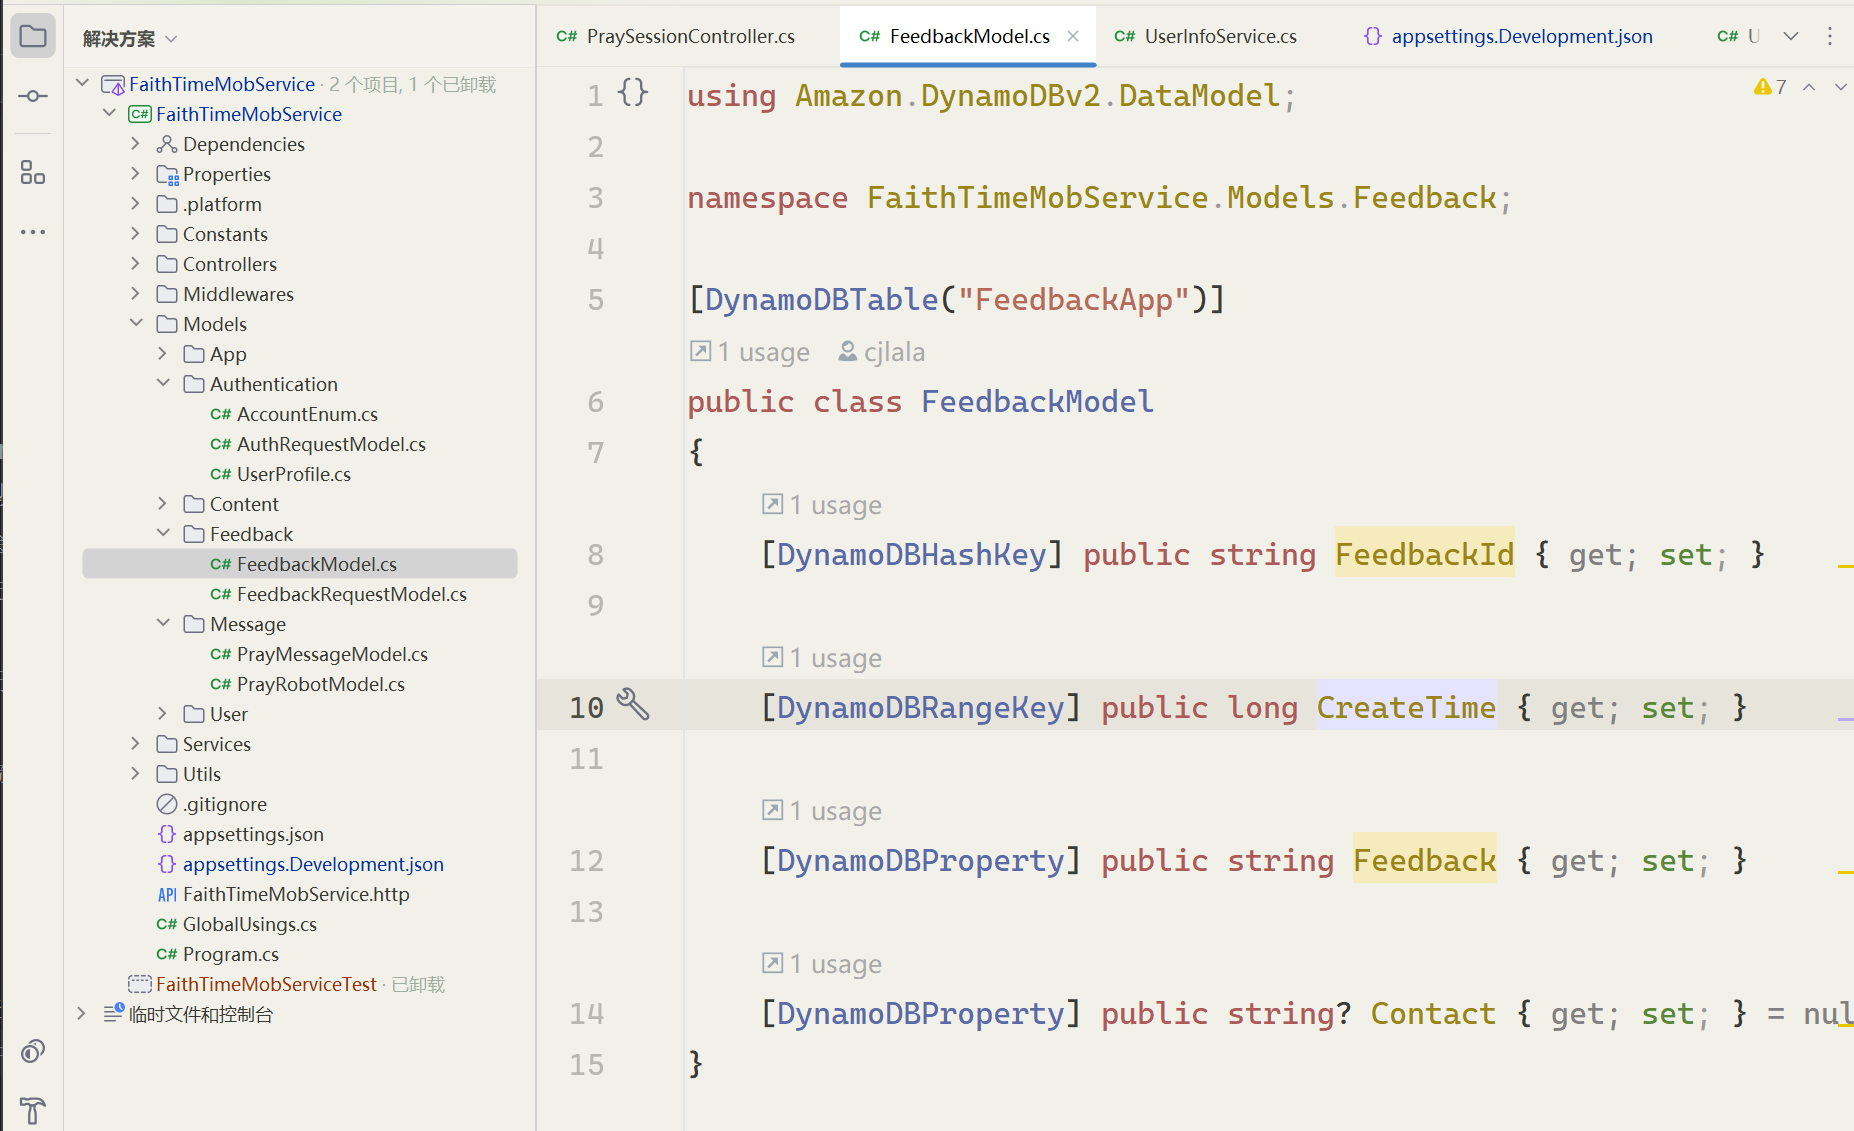 解决方案
FaithTimeMobService · 2 个项目, 1 个已卸载
FaithTimeMobService
Dependencies
Properties
.platform
Constants
Controllers
Middlewares
Models
App
Authentication
C# AccountEnum.cs
C# AuthRequestModel.cs
C# UserProfile.cs
Content
Feedback
C# FeedbackModel.cs
C# FeedbackRequestModel.cs
Message
C# PrayMessageModel.cs
C# PrayRobotModel.cs
User
Services
Utils
.gitignore
{} appsettings.json
{} appsettings.Development.json
API FaithTimeMobService.http
C# GlobalUsings.cs
C# Program.cs
FaithTimeMobServiceTest · 已卸载
临时文件和控制台
C# PraySessionController.cs
C# FeedbackModel.cs
C# UserInfoService.cs
{} appsettings.Development.json
C# U
7
1 {} using Amazon.DynamoDBv2.DataModel;
2
3 namespace FaithTimeMobService.Models.Feedback;
4
5 [DynamoDBTable("FeedbackApp")]
1 usage cjlala
6 public class FeedbackModel
7 {
1 usage
8 [DynamoDBHashKey] public string FeedbackId { get; set; }
9
1 usage
10 [DynamoDBRangeKey] public long CreateTime { get; set; }
11
1 usage
12 [DynamoDBProperty] public string Feedback { get; set; }
13
1 usage
14 [DynamoDBProperty] public string? Contact { get; set; } = nul
15 }